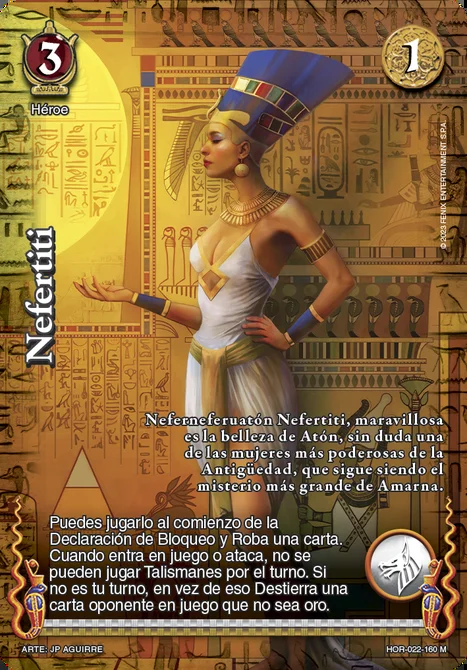 3
1
Héroe
© 2023 FENIX ENTERTAINMENT S.P.A.
Nefertiti
Neferneferuatón Nefertiti, maravillosa
es la belleza de Atón, sin duda una
de las mujeres más poderosas de la
Antigüedad, que sigue siendo el
misterio más grande de Amarna.
Puedes jugarlo al comienzo de la
Declaración de Bloqueo y Roba una carta.
Cuando entra en juego o ataca, no se
pueden jugar Talismanes por el turno. Si
no es tu turno, en vez de eso Destierra una
carta oponente en juego que no sea oro.
ARTE: JP AGUIRRE
HOR-022-160 M